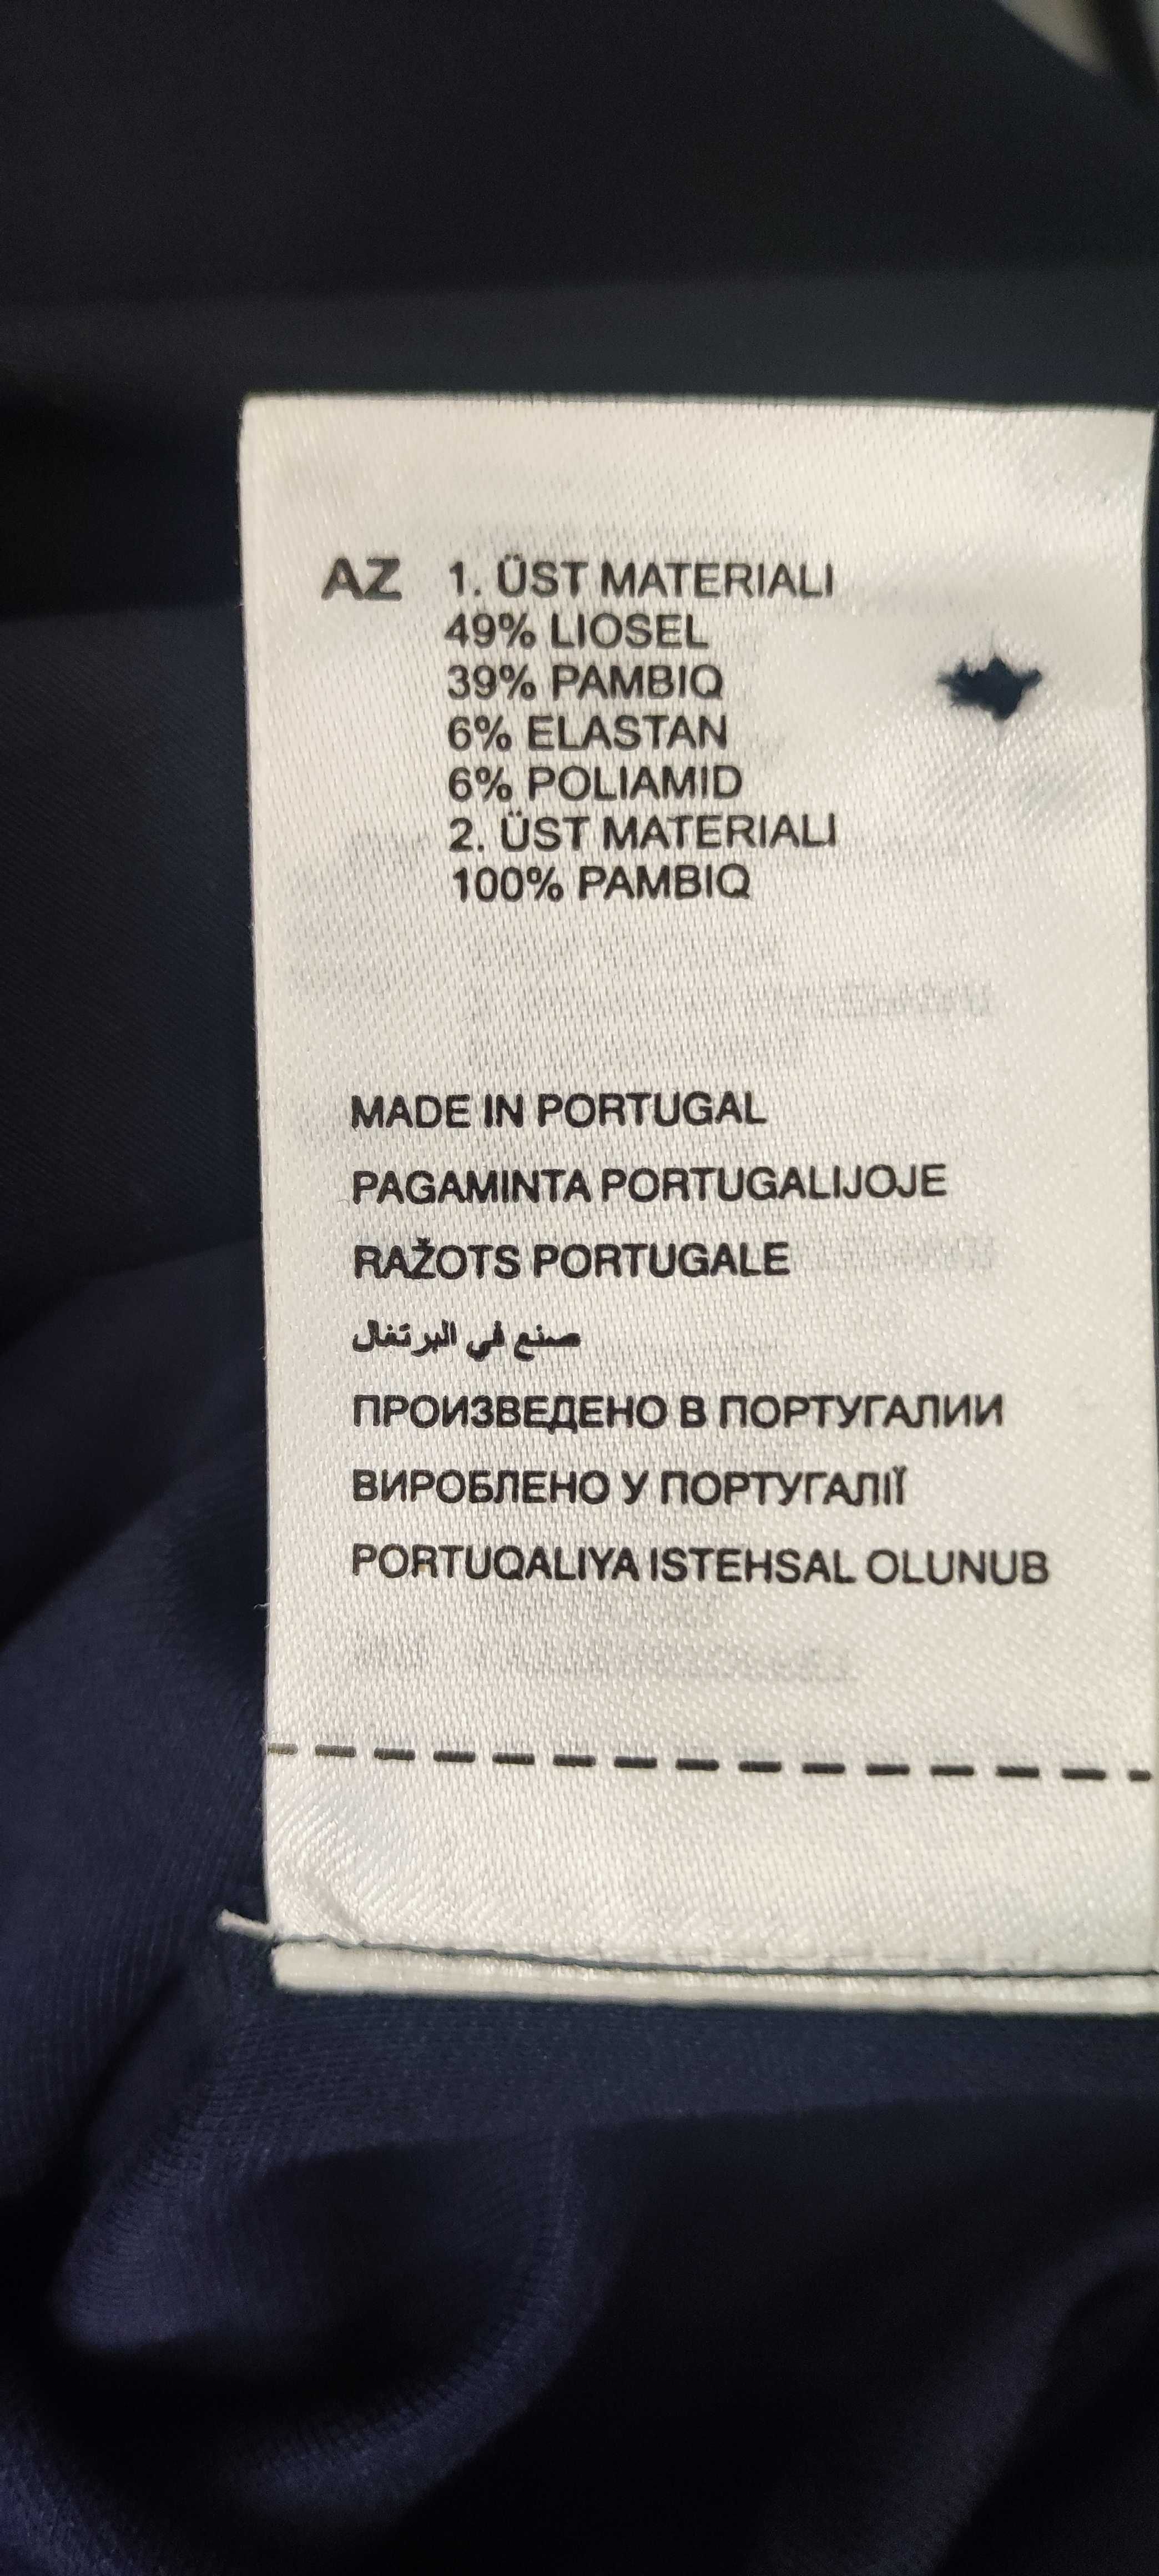 AZ 1. ÜST MATERIALI
49% LIOSEL
39% PAMBIQ
6% ELASTAN
6% POLIAMID
2. ÜST MATERIALI
100% PAMBIQ
MADE IN PORTUGAL
PAGAMINTA PORTUGALIJOJE
RAŽOTS PORTUGALE
صنع في البرتغال
ПРОИЗВЕДЕНО В ПОРТУГАЛИИ
ВИРОБЛЕНО У ПОРТУГАЛІЇ
PORTUQALIYA ISTEHSAL OLUNUB